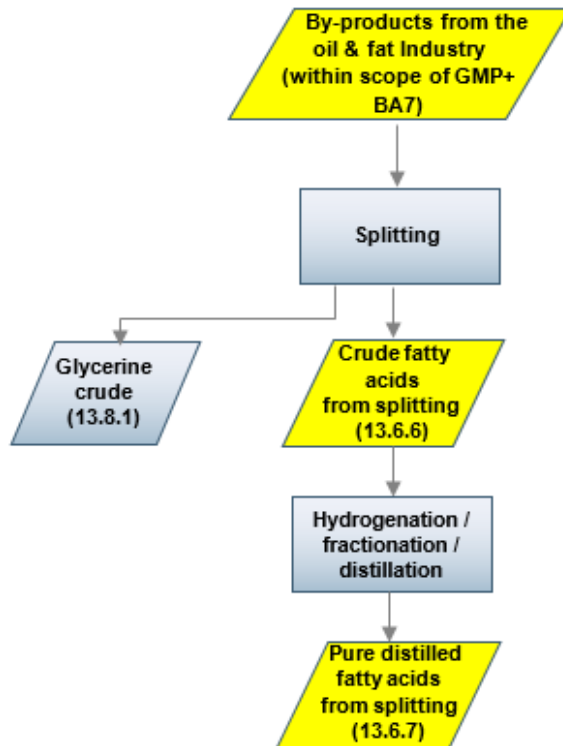 By-products from the
oil & fat Industry
(within scope of GMP+
BA7)
Splitting
Glycerine
crude
(13.8.1)
Crude fatty
acids
from splitting
(13.6.6)
Hydrogenation /
fractionation /
distillation
Pure distilled
fatty acids
from splitting
(13.6.7)